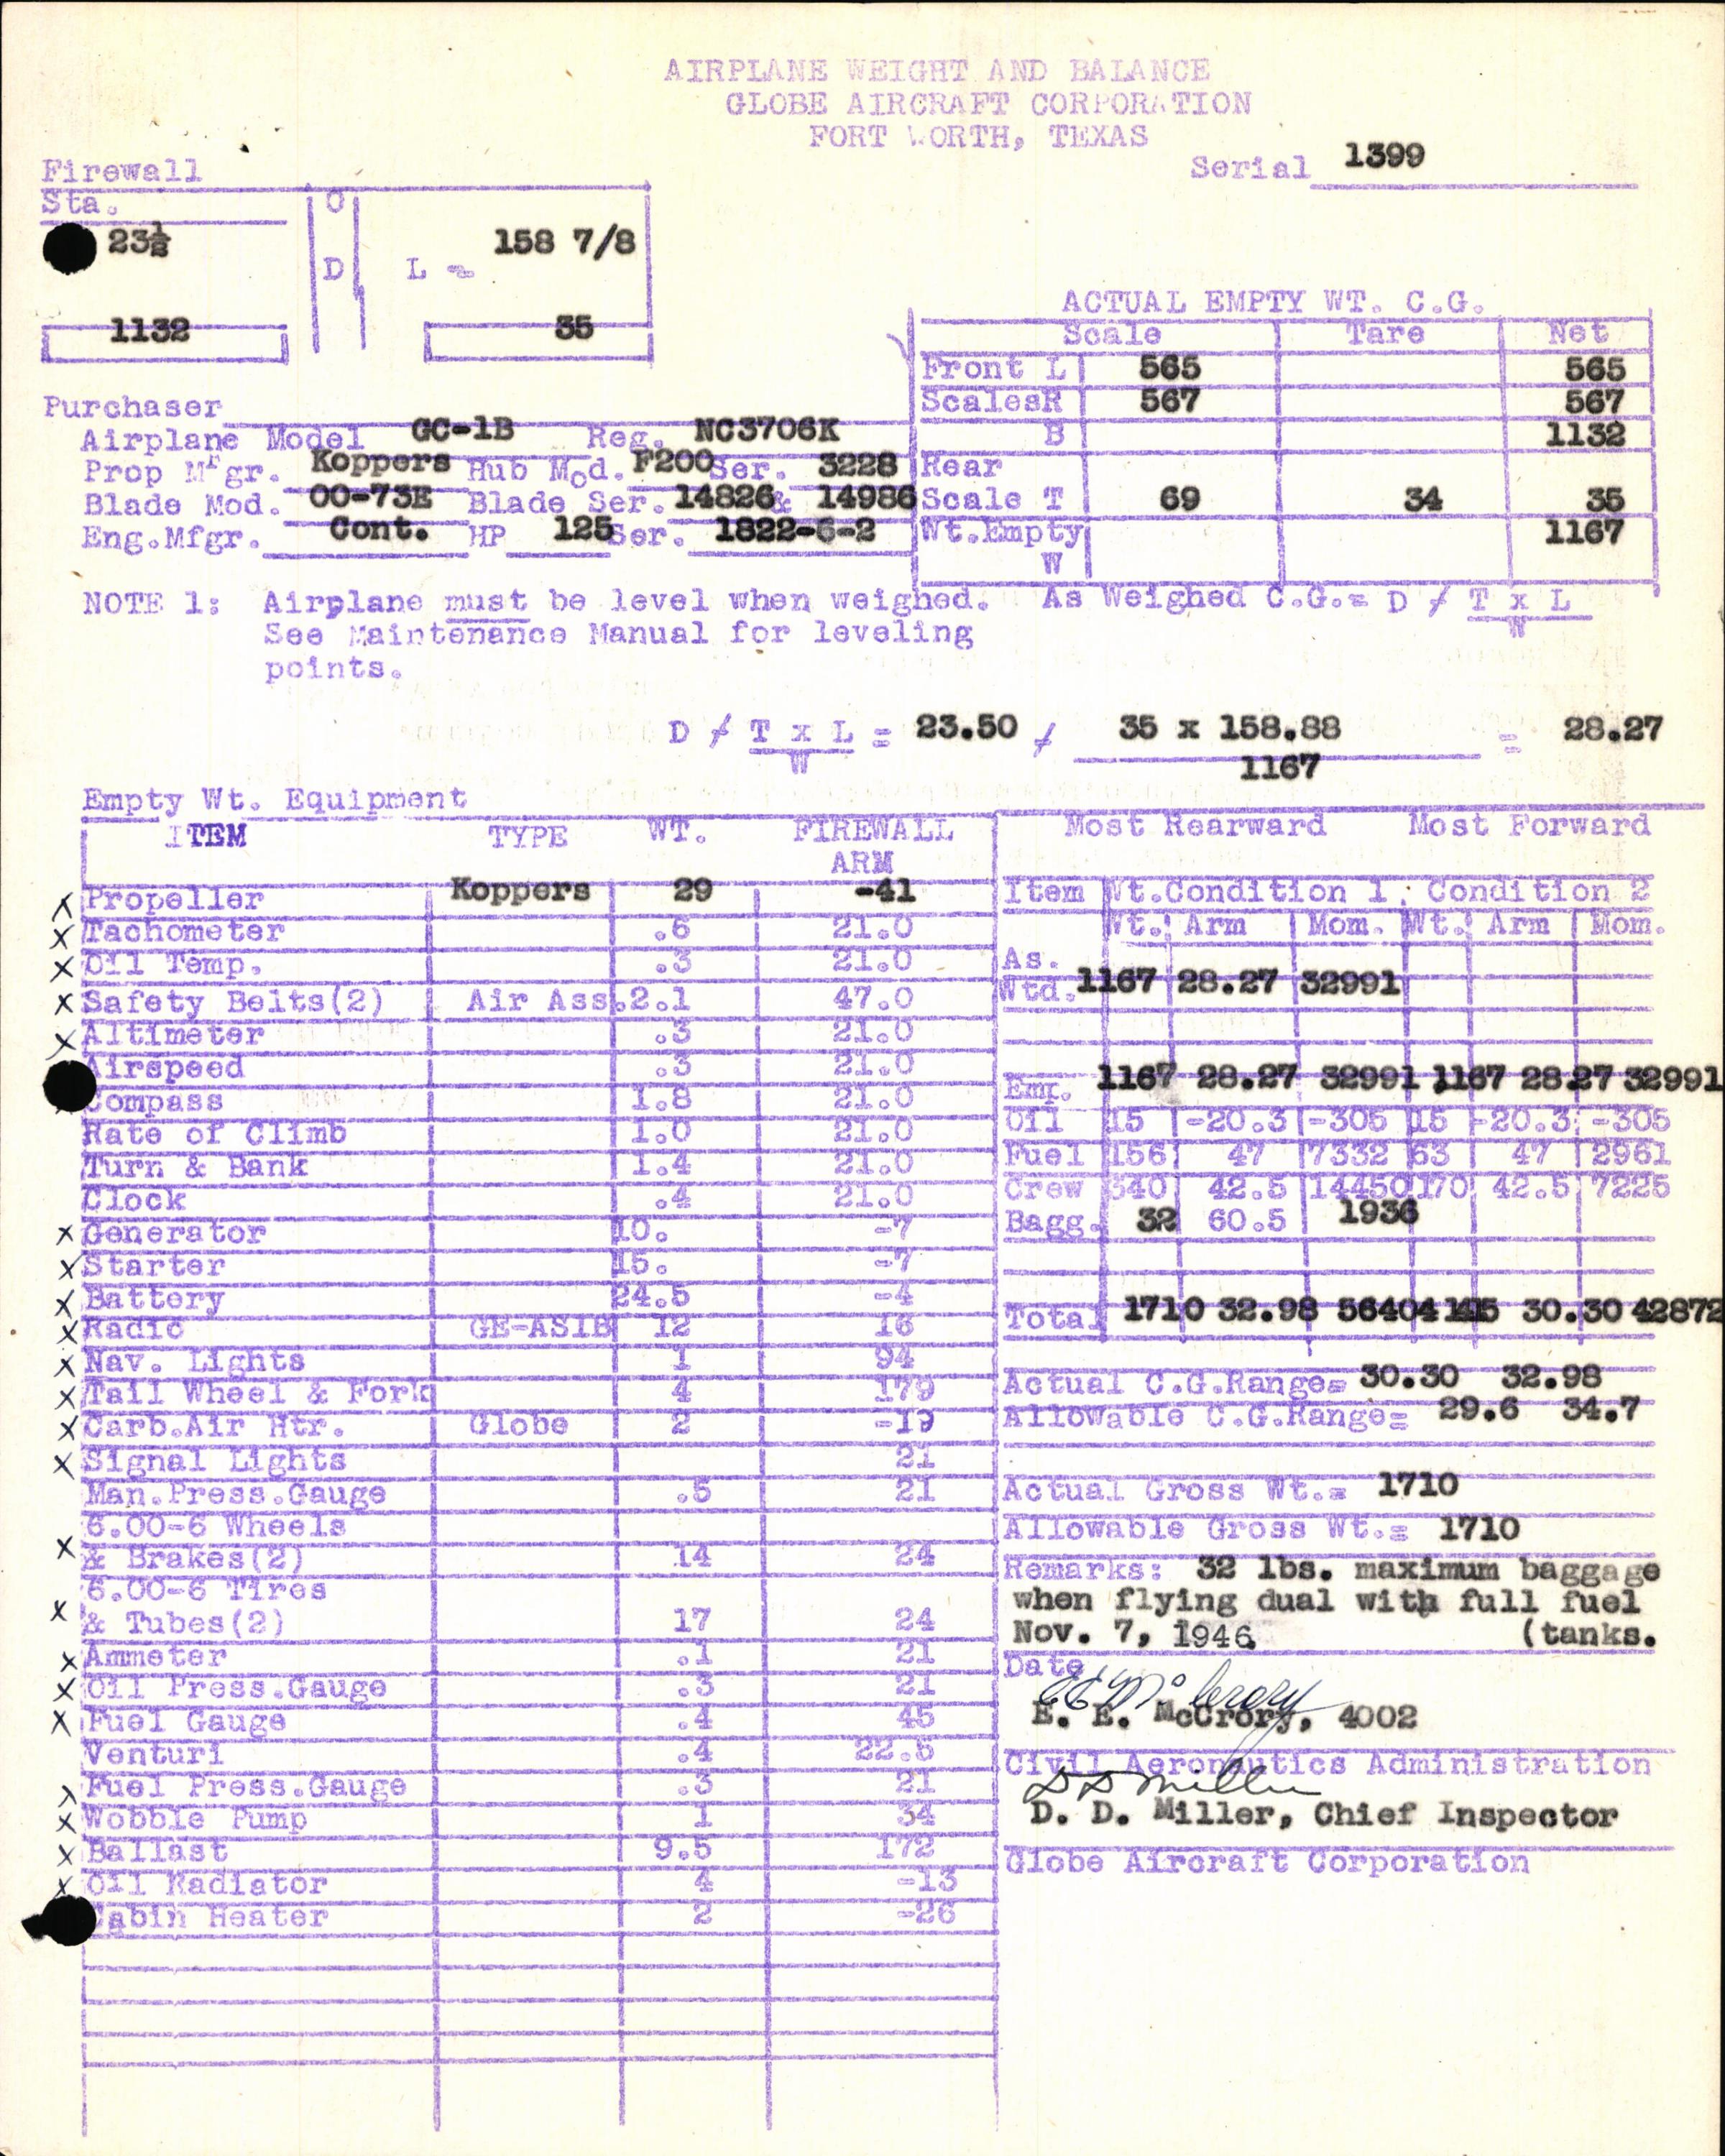 AIRPLANE WEIGHT AND BALANCE
GLOBE AIRCRAFT CORPORATION
FORT WORTH, TEXAS
Serial 1399
Firewall
Sta.
23½
O
D
L = 158 7/8
1132
35
ACTUAL EMPTY WT. C.G.
Scale Tare Net
Front L 565 565
Scales R 567 567
B 1132
Rear
Scale T 69 34 35
Wt.Empty 1167
W
Purchaser
Airplane Model GC-1B Reg. NC3706K
Prop Mfgr. Koppers Hub Mod. F200 Ser. 3228
Blade Mod. 00-73E Blade Ser. 14826 & 14986
Eng.Mfgr. Cont. HP 125 Ser. 1822-6-2
NOTE 1: Airplane must be level when weighed.
See Maintenance Manual for leveling
points.
As Weighed C.G.= D / T x L
W
D / T x L = 23.50 / 35 x 158.88 = 28.27
W 1167
Empty Wt. Equipment
ITEM TYPE WT. FIREWALL
ARM
x Propeller Koppers 29 -41
x Tachometer .6 21.0
x Oil Temp. .3 21.0
x Safety Belts(2) Air Ass. 2.1 47.0
x Altimeter .3 21.0
Airspeed .3 21.0
Compass 1.8 21.0
Rate of Climb 1.0 21.0
Turn & Bank 1.4 21.0
Clock .4 21.0
x Generator 10. -7
x Starter 15. -7
x Battery 24.5 -4
x Radio GE-AS1B 12 16
x Nav. Lights 1 94
x Tail Wheel & Fork 4 179
x Carb.Air Htr. Globe 2 -19
x Signal Lights 21
Man.Press.Gauge .5 21
6.00-6 Wheels
x & Brakes(2) 14 24
6.00-6 Tires
x & Tubes(2) 17 24
x Ammeter .1 21
x Oil Press.Gauge .3 21
x Fuel Gauge .4 45
Venturi .4 22.5
x Fuel Press.Gauge .3 21
x Wobble Pump 1 34
x Ballast 9.5 172
x Oil Radiator 4 -13
Cabin Heater 2 -26
Most Rearward Most Forward
Item Wt.Condition 1. Condition 2
Wt. Arm Mom. Wt. Arm Mom.
As.
Wtd. 1167 28.27 32991
Emp. 1167 28.27 32991 1167 28.27 32991
Oil 15 -20.3 -305 15 -20.3 -305
Fuel 156 47 7332 63 47 2961
Crew 340 42.5 14450 170 42.5 7225
Bagg. 32 60.5 1936
Total 1710 32.98 56404 1415 30.30 42872
Actual C.G.Range= 30.30 32.98
Allowable C.G.Range= 29.6 34.7
Actual Gross Wt.= 1710
Allowable Gross Wt.= 1710
Remarks: 32 lbs. maximum baggage
when flying dual with full fuel
Nov. 7, 1946. (tanks.
Date
E E McCrory
E. E. McCrory, 4002
Civil Aeronautics Administration
D D Miller
D. D. Miller, Chief Inspector
Globe Aircraft Corporation